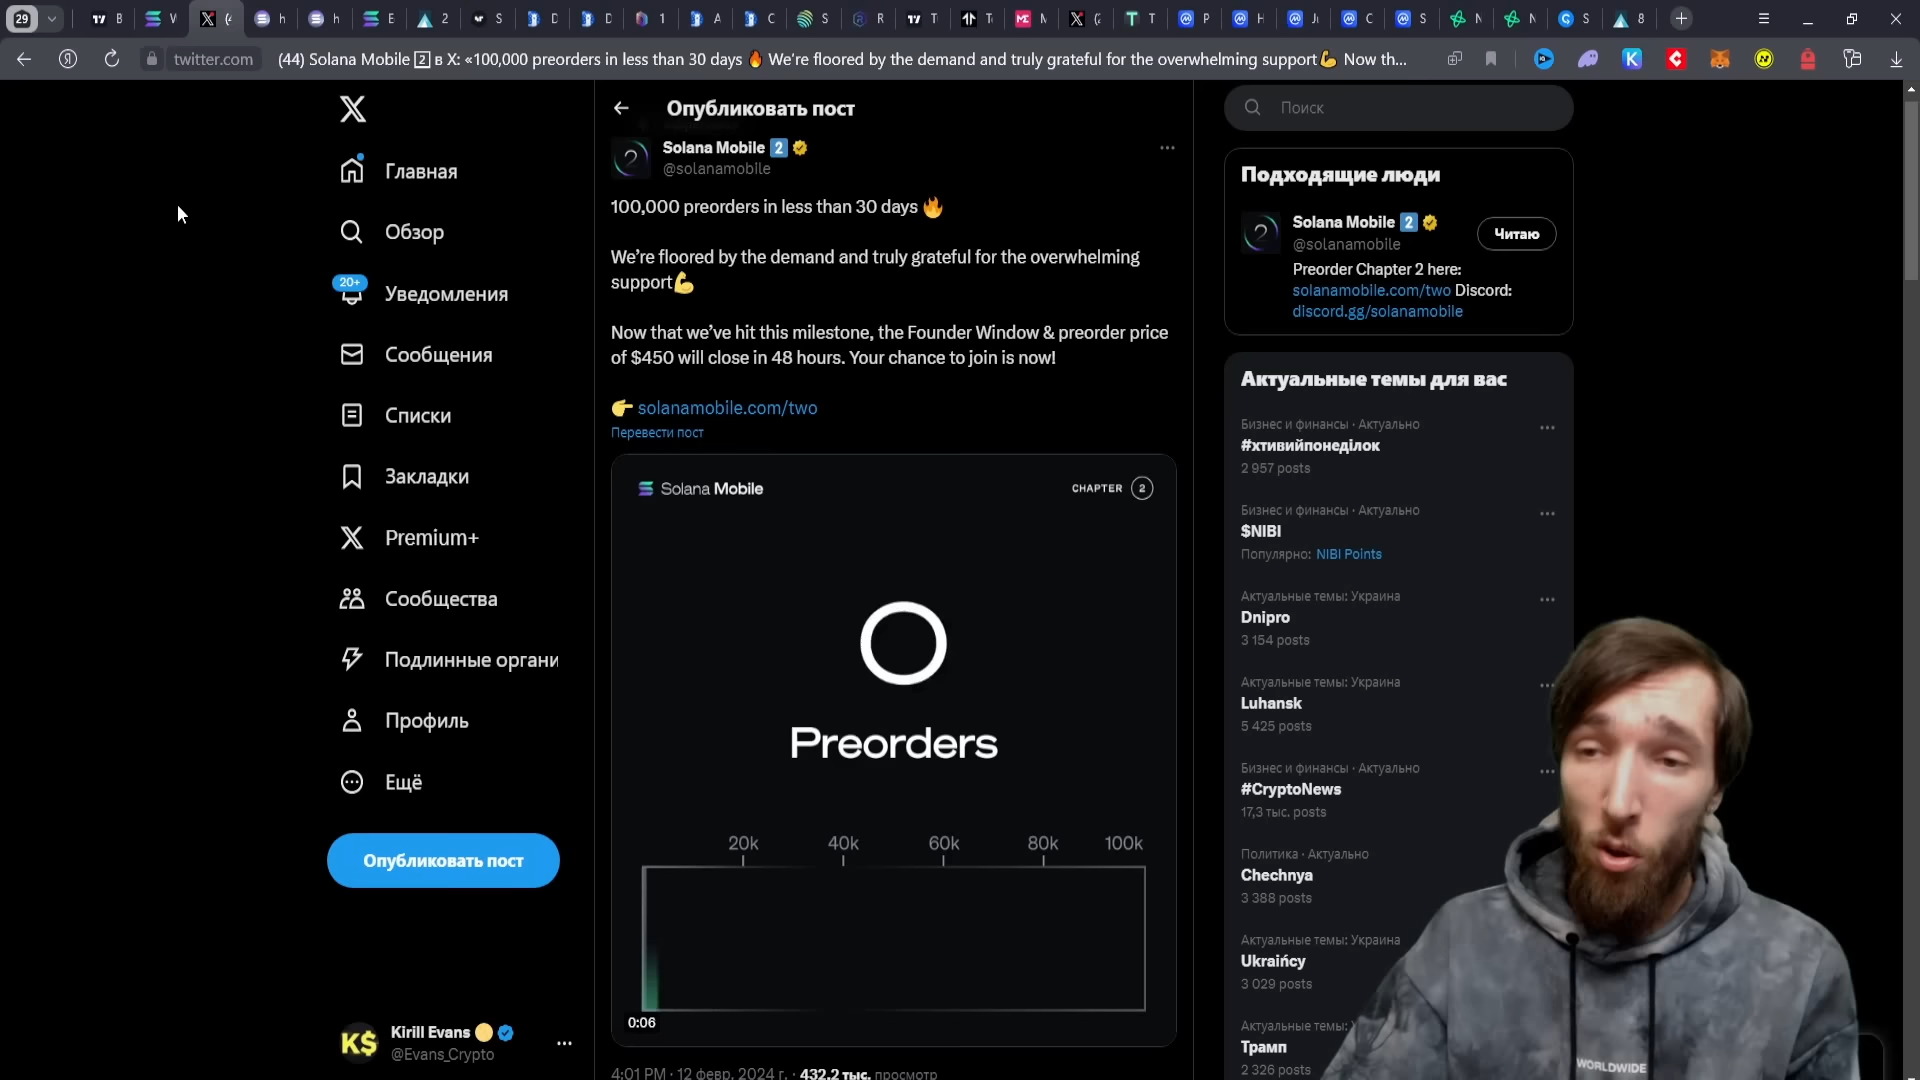 29
twitter.com
(44) Solana Mobile 2 в X: «100,000 preorders in less than 30 days 🔥 We're floored by the demand and truly grateful for the overwhelming support💪 Now th...
Главная
Обзор
20+
Уведомления
Сообщения
Списки
Закладки
Premium+
Сообщества
Подлинные органи
Профиль
Ещё
Опубликовать пост
K$
Kirill Evans
@Evans_Crypto
Опубликовать пост
Solana Mobile 2
@solanamobile
100,000 preorders in less than 30 days 🔥
We're floored by the demand and truly grateful for the overwhelming
support💪
Now that we've hit this milestone, the Founder Window & preorder price
of $450 will close in 48 hours. Your chance to join is now!
👉 solanamobile.com/two
Перевести пост
Solana Mobile
CHAPTER 2
Preorders
20k 40k 60k 80k 100k
0:06
4:01 PM · 12 февр. 2024 г. · 432,2 тыс. просмотр
Поиск
Подходящие люди
Solana Mobile 2
@solanamobile
Читаю
Preorder Chapter 2 here:
solanamobile.com/two Discord:
discord.gg/solanamobile
Актуальные темы для вас
Бизнес и финансы · Актуально
#хтивийпонеділок
2 957 posts
Бизнес и финансы · Актуально
$NIBI
Популярно: NIBI Points
Актуальные темы: Украина
Dnipro
3 154 posts
Актуальные темы: Украина
Luhansk
5 425 posts
Бизнес и финансы · Актуально
#CryptoNews
17,3 тыс. posts
Политика · Актуально
Chechnya
3 388 posts
Актуальные темы: Украина
Ukraińcy
3 029 posts
Актуальные темы:
Трамп
2 326 posts
WORLDWIDE